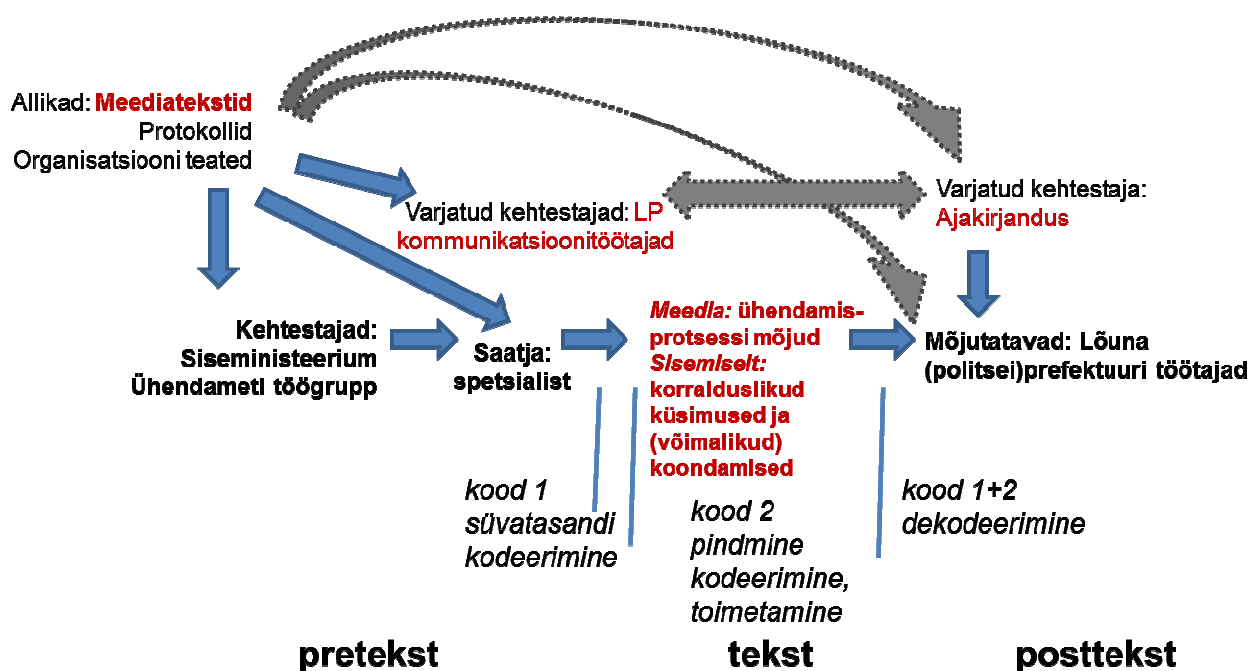 Allikad: Meediatekstid
Protokollid
Organisatsiooni teated
Varjatud kehtestajad: LP
kommunikatsioonitöötajad
Varjatud kehtestaja:
Ajakirjandus
Kehtestajad:
Siseministeerium
Ühendameti töögrupp
Saatja:
spetsialist
Meedia: ühendamis-
protsessi mõjud
Sisemiselt:
korralduslikud
küsimused ja
(võimalikud)
koondamised
Mõjutatavad: Lõuna
(politsei)prefektuuri töötajad
kood 1
süvatasandi
kodeerimine
kood 2
pindmine
kodeerimine,
toimetamine
kood 1+2
dekodeerimine
pretekst
tekst
posttekst